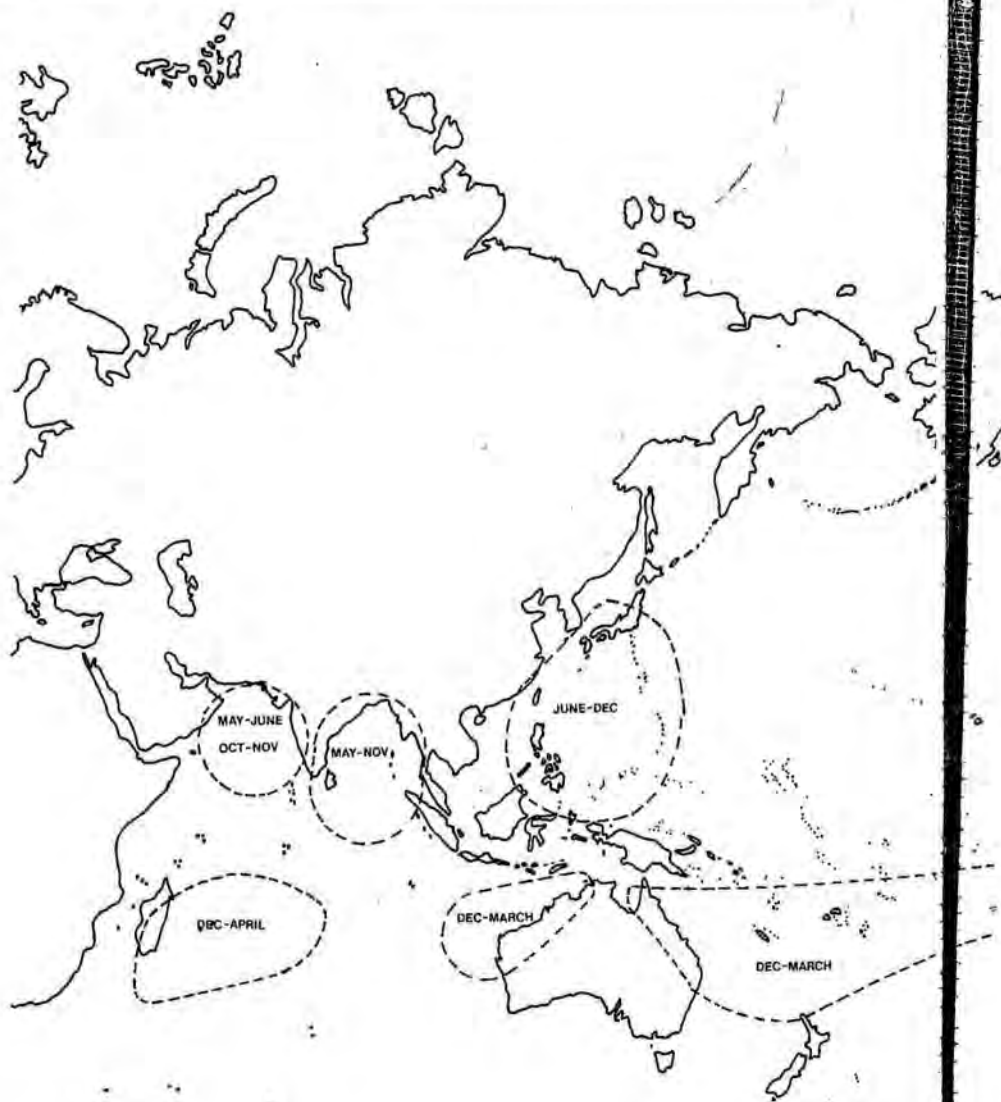 MAY-JUNE
OCT-NOV
MAY-NOV
JUNE-DEC
DEC-APRIL
DEC-MARCH
DEC-MARCH